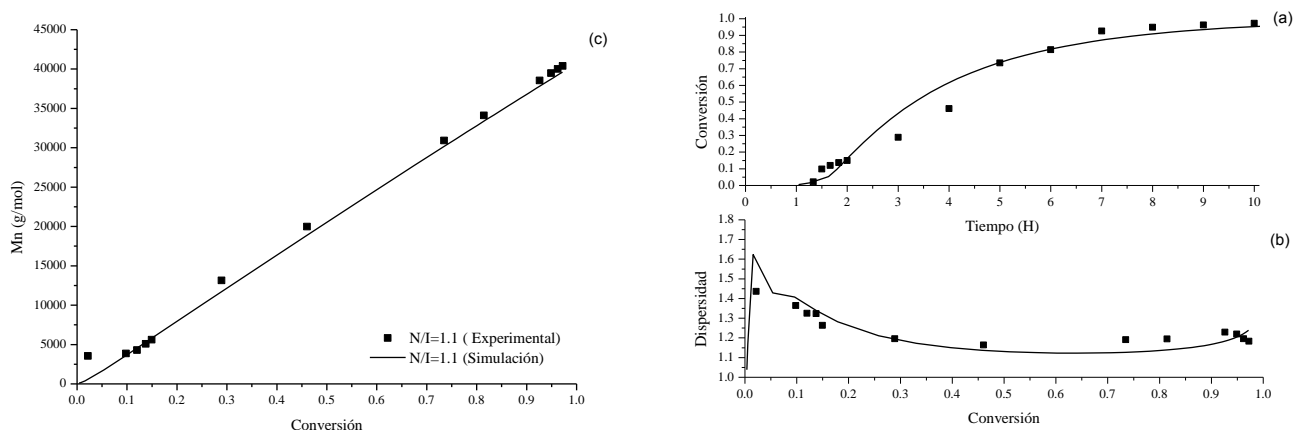 (c)
45000
40000
35000
30000
25000
20000
15000
10000
5000
0
Mn (g/mol)
N/I=1.1 ( Experimental)
N/I=1.1 (Simulación)
0.0 0.1 0.2 0.3 0.4 0.5 0.6 0.7 0.8 0.9 1.0
Conversión
(a)
1.0
0.9
0.8
0.7
0.6
0.5
0.4
0.3
0.2
0.1
0.0
Conversión
0 1 2 3 4 5 6 7 8 9 10
Tiempo (H)
(b)
1.8
1.7
1.6
1.5
1.4
1.3
1.2
1.1
1.0
Dispersidad
0.0 0.1 0.2 0.3 0.4 0.5 0.6 0.7 0.8 0.9 1.0
Conversión